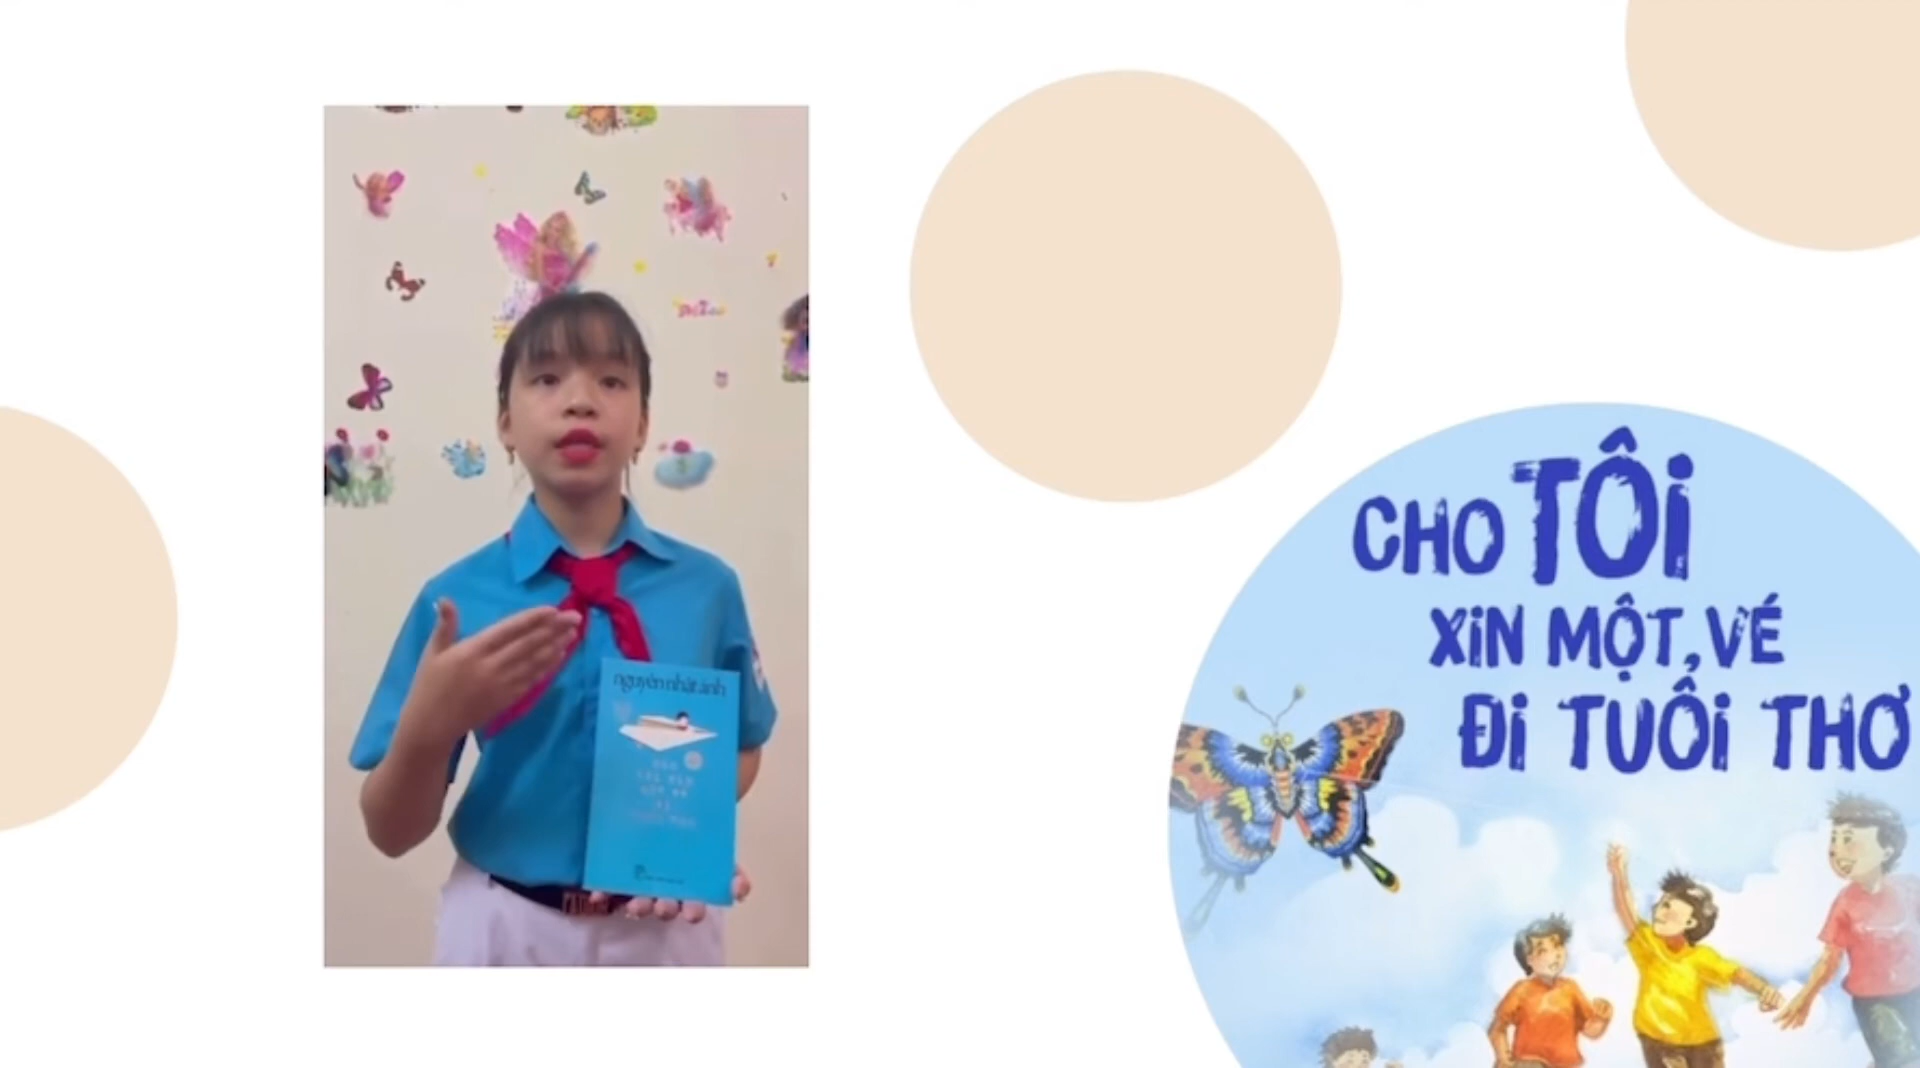 nguyễn nhật ánh
CHO TÔI
XIN MỘT VÉ
ĐI TUỔI THƠ